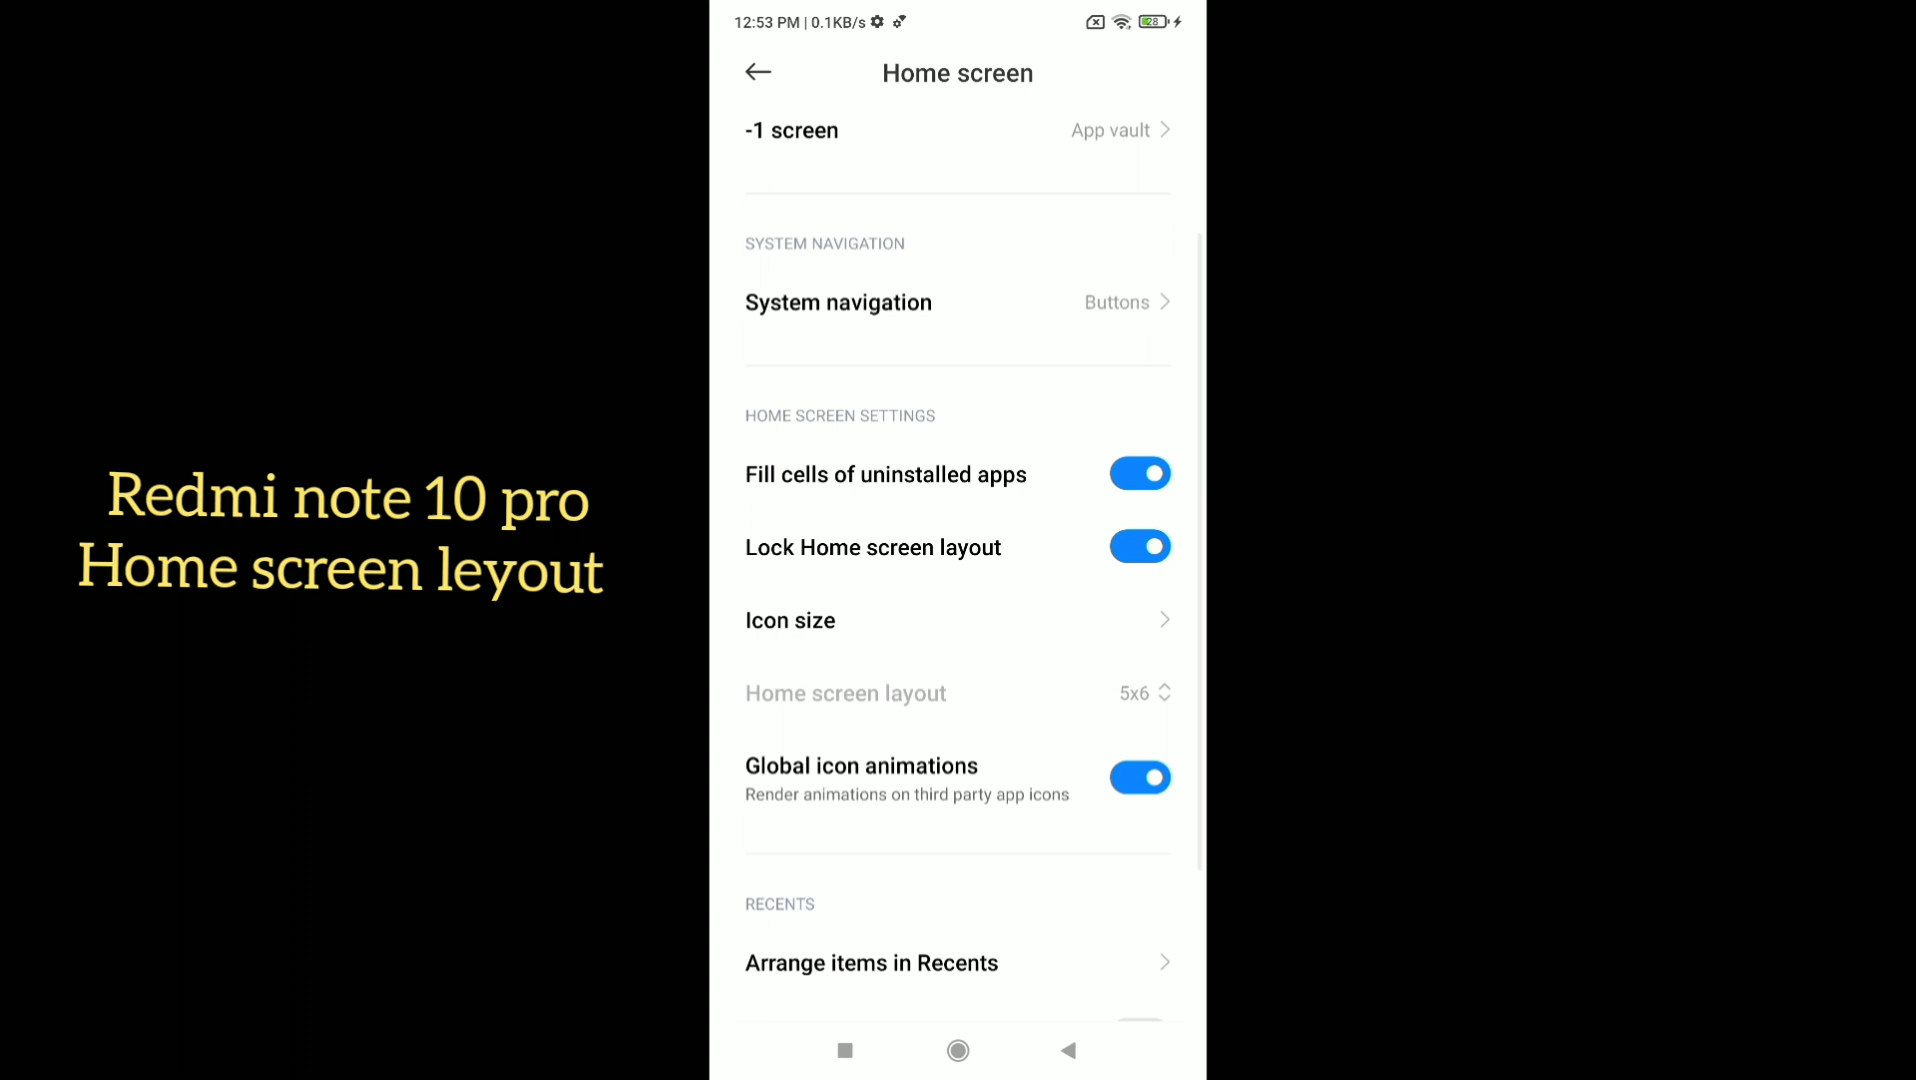 12:53 PM | 0.1KB/s
28
Home screen
-1 screen App vault
SYSTEM NAVIGATION
System navigation Buttons
HOME SCREEN SETTINGS
Fill cells of uninstalled apps
Lock Home screen layout
Icon size
Home screen layout 5x6
Global icon animations
Render animations on third party app icons
RECENTS
Arrange items in Recents
Redmi note 10 pro
Home screen leyout